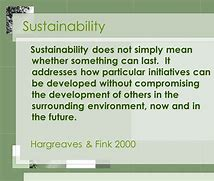 Sustainability
Sustainability does not simply mean
whether something can last. It
addresses how particular initiatives can
be developed without compromising
the development of others in the
surrounding environment, now and in
the future.
Hargreaves & Fink 2000